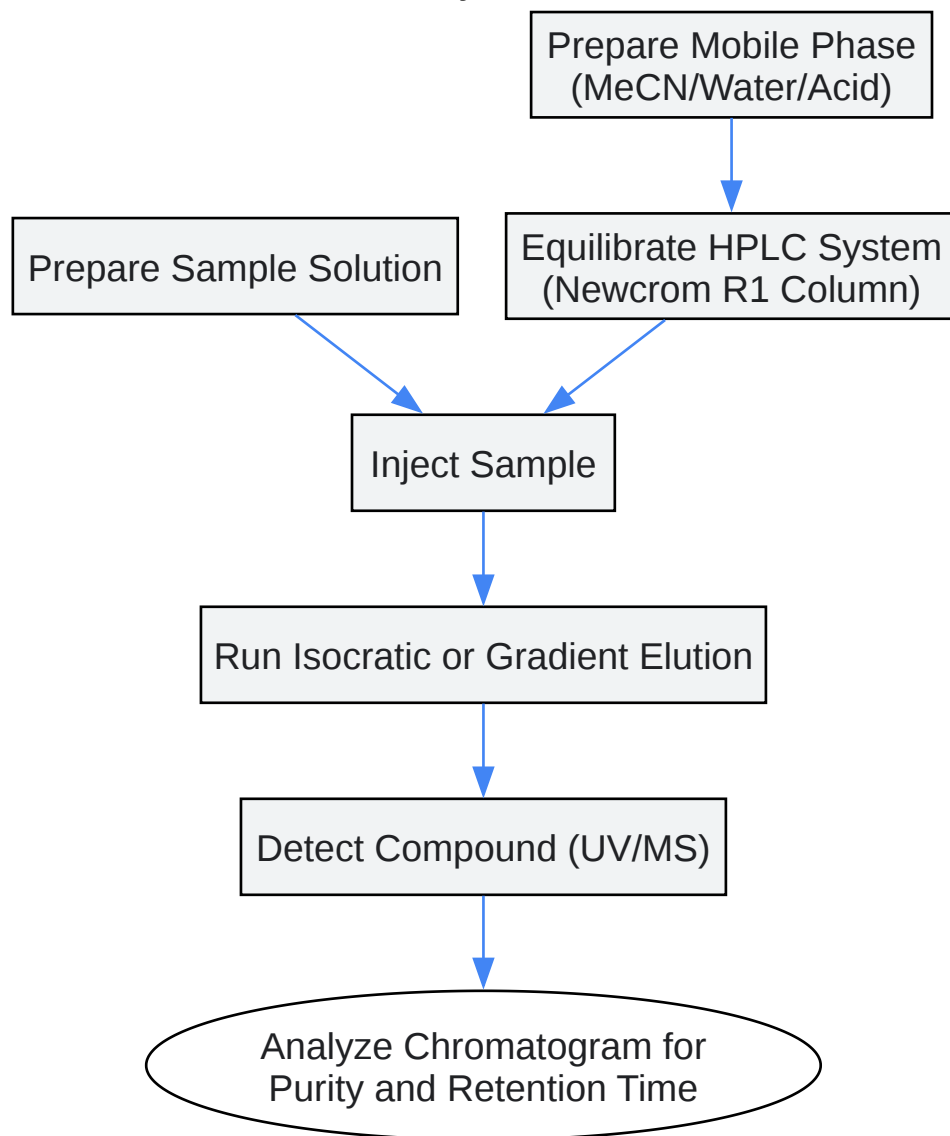 Prepare Mobile Phase
(MeCN/Water/Acid)
Prepare Sample Solution
Equilibrate HPLC System
(Newcrom R1 Column)
Inject Sample
Run Isocratic or Gradient Elution
Detect Compound (UV/MS)
Analyze Chromatogram for
Purity and Retention Time